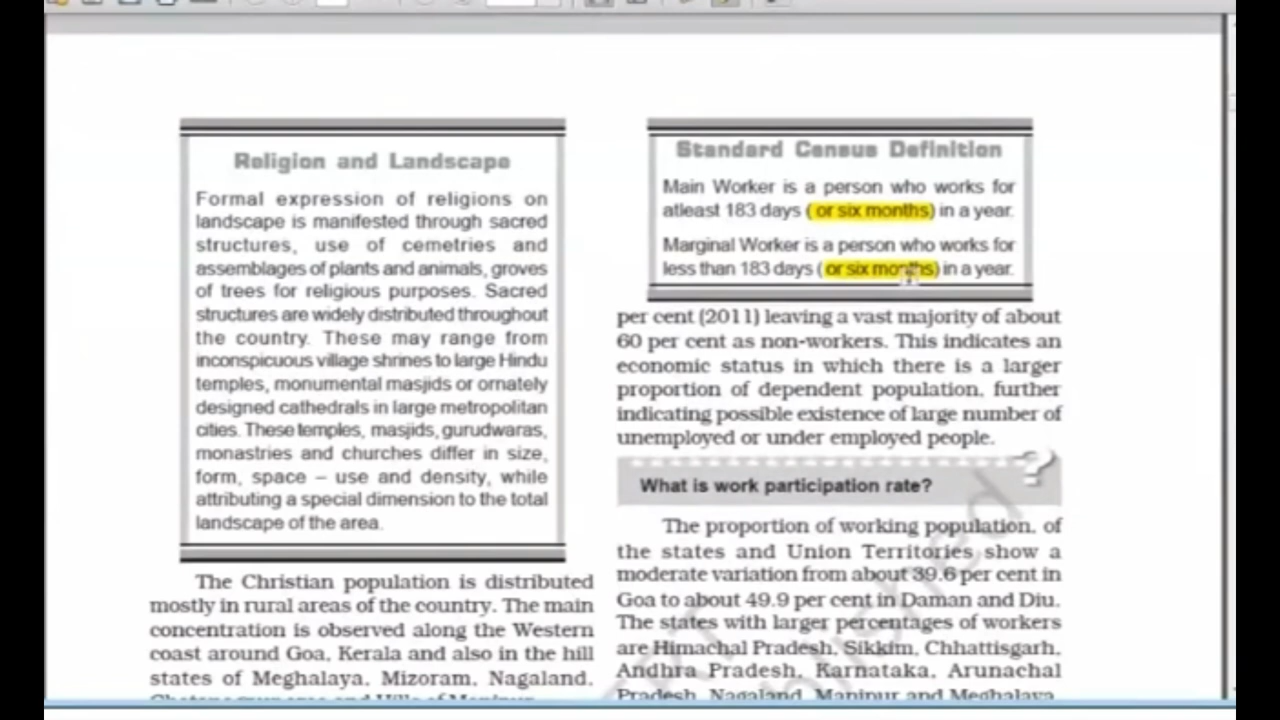 Religion and Landscape
Formal expression of religions on
landscape is manifested through sacred
structures, use of cemetries and
assemblages of plants and animals, groves
of trees for religious purposes. Sacred
structures are widely distributed throughout
the country. These may range from
inconspicuous village shrines to large Hindu
temples, monumental masjids or ornately
designed cathedrals in large metropolitan
cities. These temples, masjids, gurudwaras,
monastries and churches differ in size,
form, space – use and density, while
attributing a special dimension to the total
landscape of the area.
The Christian population is distributed
mostly in rural areas of the country. The main
concentration is observed along the Western
coast around Goa, Kerala and also in the hill
states of Meghalaya, Mizoram, Nagaland,
Standard Census Definition
Main Worker is a person who works for
atleast 183 days ( or six months) in a year.
Marginal Worker is a person who works for
less than 183 days ( or six months) in a year.
per cent (2011) leaving a vast majority of about
60 per cent as non-workers. This indicates an
economic status in which there is a larger
proportion of dependent population, further
indicating possible existence of large number of
unemployed or under employed people.
What is work participation rate?
?
The proportion of working population, of
the states and Union Territories show a
moderate variation from about 39.6 per cent in
Goa to about 49.9 per cent in Daman and Diu.
The states with larger percentages of workers
are Himachal Pradesh, Sikkim, Chhattisgarh,
Andhra Pradesh, Karnataka, Arunachal
Pradesh, Nagaland, Manipur and Meghalaya.